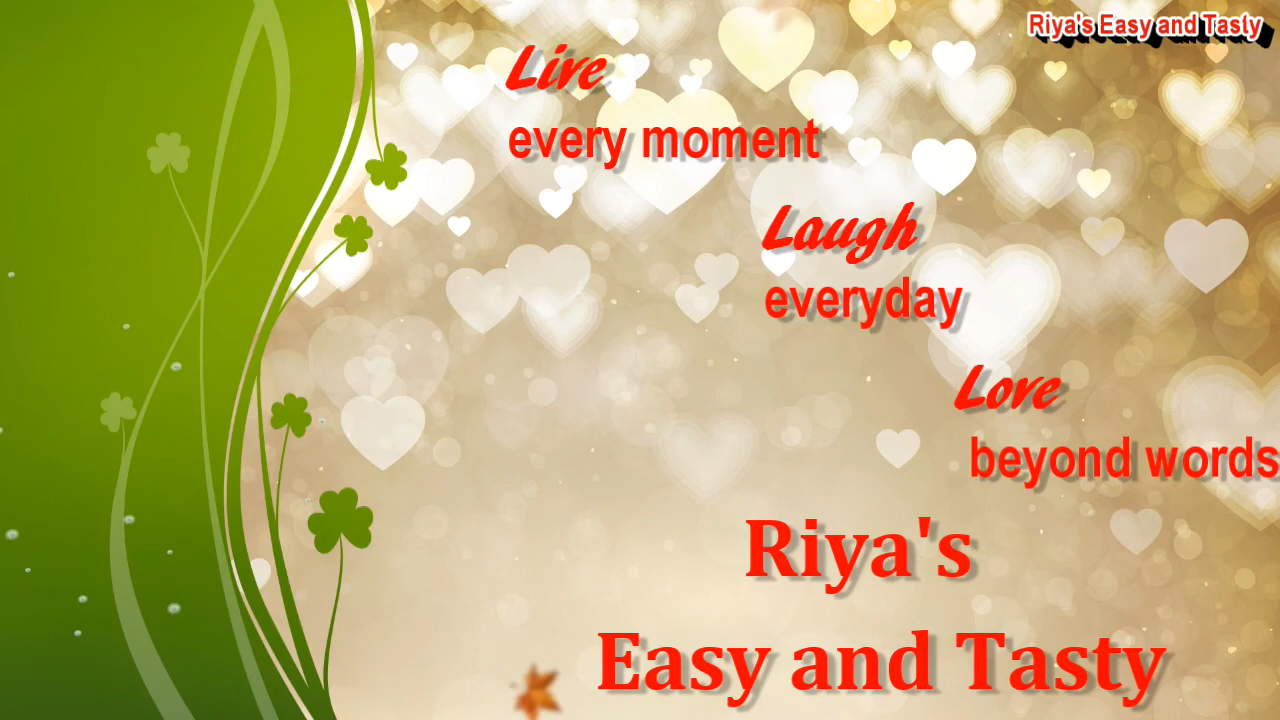 Riya's Easy and Tasty
Live
every moment
Laugh
everyday
Love
beyond words
Riya's
Easy and Tasty